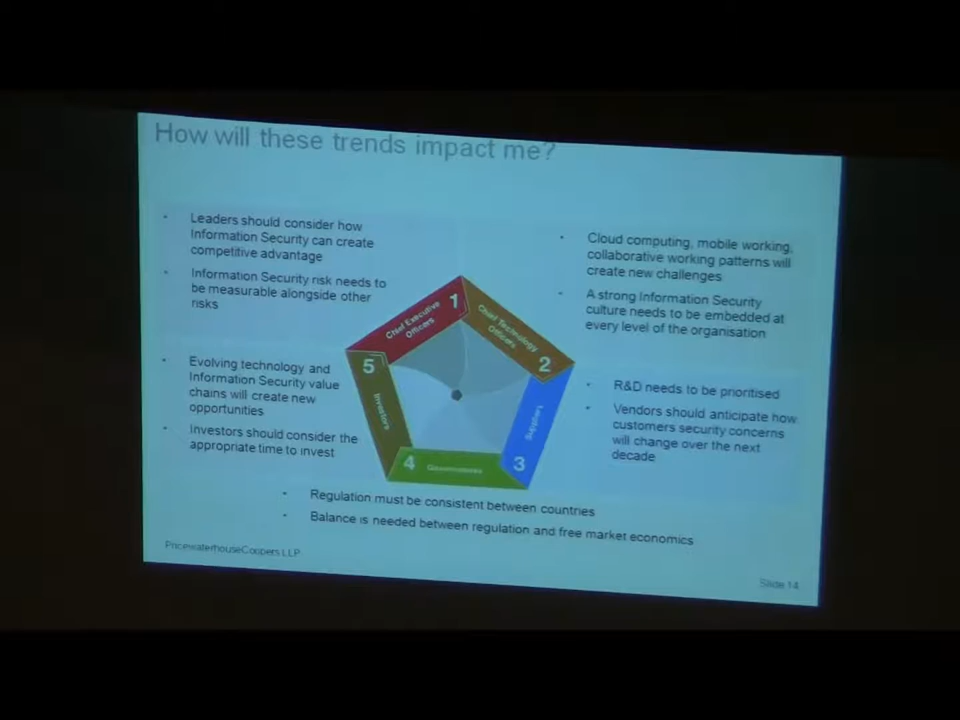 How will these trends impact me?
Leaders should consider how
Information Security can create
competitive advantage
Information Security risk needs to
be measurable alongside other
risks
Cloud computing, mobile working,
collaborative working patterns will
create new challenges
A strong Information Security
culture needs to be embedded at
every level of the organisation
1
Chief Executive
Officers
Chief Technology
Officers
2
Evolving technology and
Information Security value
chains will create new
opportunities
Investors should consider the
appropriate time to invest
5
Investors
R&D needs to be prioritised
Vendors should anticipate how
customers security concerns
will change over the next
decade
Suppliers
3
4
Governments
Regulation must be consistent between countries
Balance is needed between regulation and free market economics
PricewaterhouseCoopers LLP
Slide 14